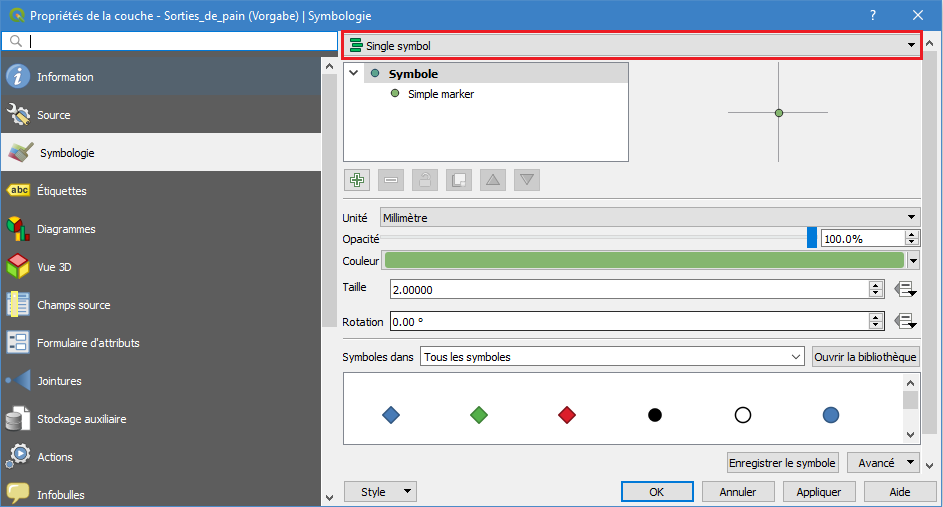 Propriétés de la couche - Sorties_de_pain (Vorgabe) | Symbologie
Information
Source
Symbologie
abc Étiquettes
Diagrammes
Vue 3D
Champs source
Formulaire d'attributs
Jointures
Stockage auxiliaire
Actions
Infobulles
Single symbol
Symbole
Simple marker
Unité Millimètre
Opacité 100.0%
Couleur
Taille 2.00000
Rotation 0.00 °
Symboles dans Tous les symboles Ouvrir la bibliothèque
Enregistrer le symbole Avancé
Style OK Annuler Appliquer Aide